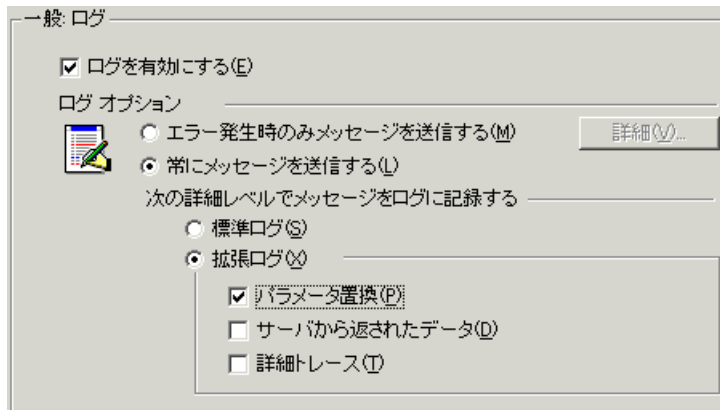 一般: ログ
ログを有効にする(E)
ログ オプション
エラー発生時のみメッセージを送信する(M)
詳細(V)...
常にメッセージを送信する(L)
次の詳細レベルでメッセージをログに記録する
標準ログ(S)
拡張ログ(X)
パラメータ置換(P)
サーバから返されたデータ(D)
詳細トレース(T)